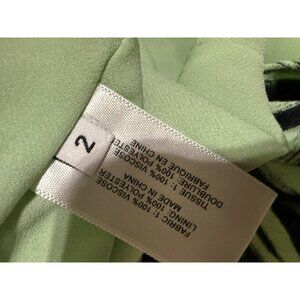 2
FABRIC 1: 100% VISCOSE
LINING: 100% POLYESTER
MADE IN CHINA
TISSUE 1: 100% VISCOSE
100% POLYESTER
FABRIQUE EN CHINE